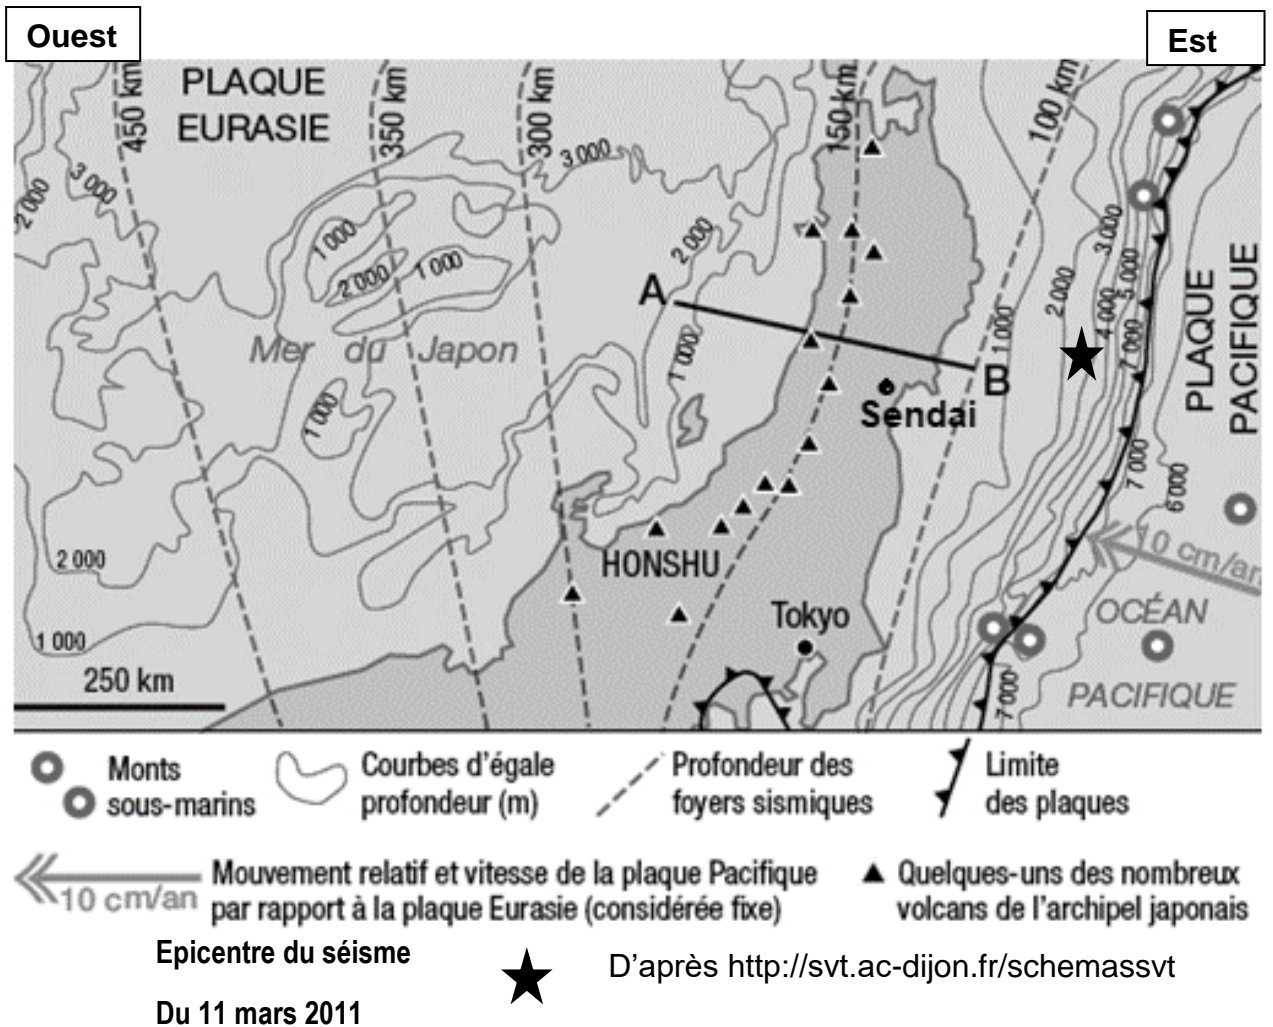 Ouest
Est
PLAQUE
EURASIE
450 km
350 km
300 km
150 km
100 km
3 000
2 000
3 000
1 000
2 000
1 000
2 000
1 000
1 000
2 000
1 000
A
B
Mer du Japon
Sendai
HONSHU
Tokyo
1 000
2 000
3 000
4 000
5 000
7 000
7 000
6 000
7 000
PLAQUE
PACIFIQUE
10 cm/an
OCÉAN
PACIFIQUE
250 km
Monts
sous-marins
Courbes d'égale
profondeur (m)
Profondeur des
foyers sismiques
Limite
des plaques
10 cm/an
Mouvement relatif et vitesse de la plaque Pacifique
par rapport à la plaque Eurasie (considérée fixe)
Quelques-uns des nombreux
volcans de l'archipel japonais
Epicentre du séisme
Du 11 mars 2011
D'après http://svt.ac-dijon.fr/schemassvt